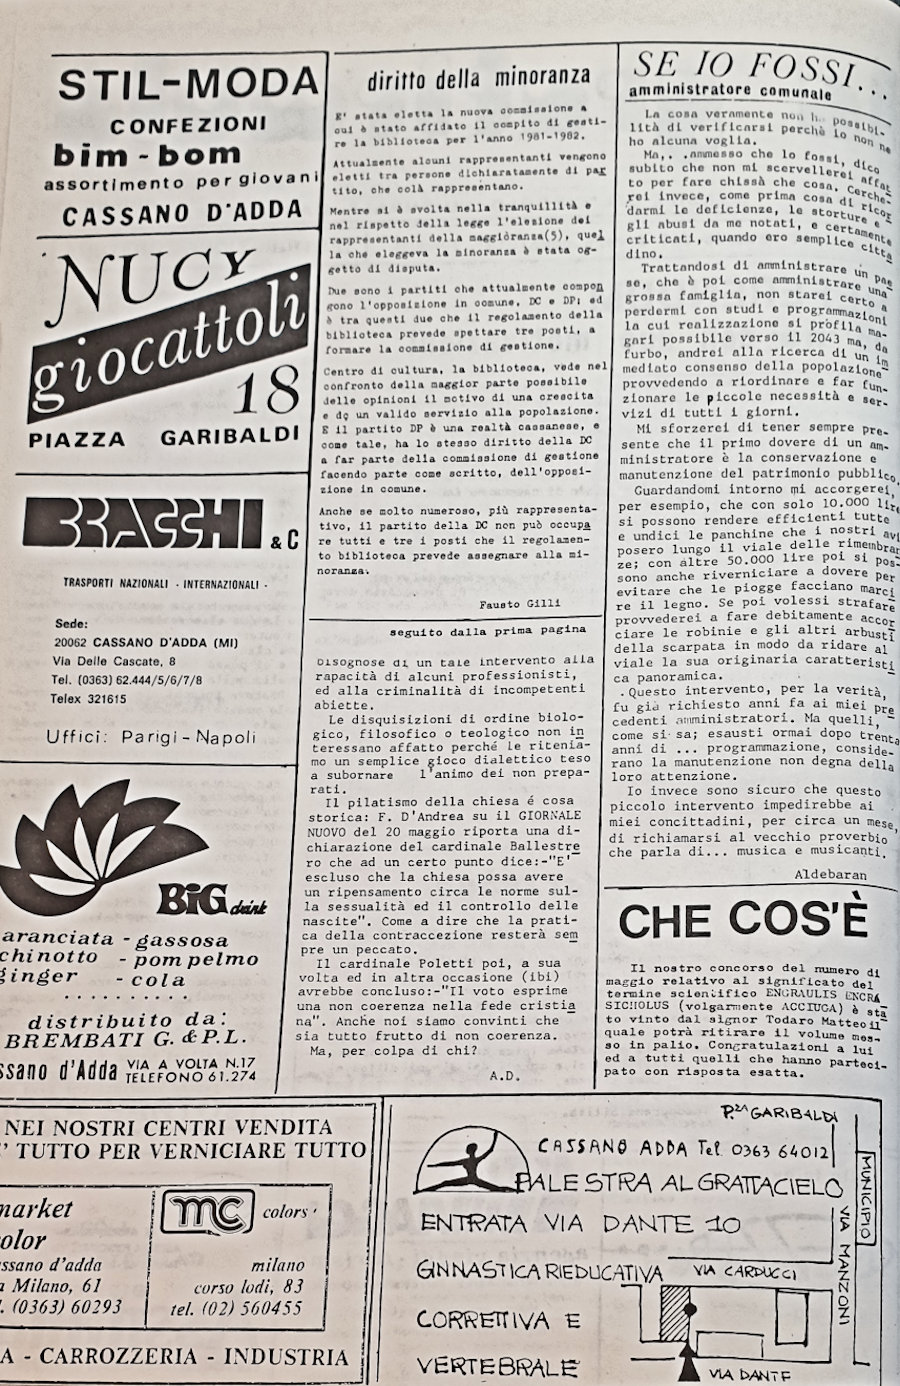 STIL-MODA
CONFEZIONI
bim - bom
assortimento per giovani
CASSANO D'ADDA
NUCY
giocattoli
18
PIAZZA GARIBALDI
BRACCHI
& C
TRASPORTI NAZIONALI - INTERNAZIONALI -
Sede:
20062 CASSANO D'ADDA (MI)
Via Delle Cascate, 8
Tel. (0363) 62.444/5/6/7/8
Telex 321615
Uffici: Parigi - Napoli
BiG drink
aranciata - gassosa
chinotto - pompelmo
ginger - cola
distribuito da:
BREMBATI G. & P.L.
ssano d'Adda VIA A VOLTA N.17
TELEFONO 61.274
diritto della minoranza
E' stata eletta la nuova commissione a
cui è stato affidato il compito di gesti-
re la biblioteca per l'anno 1981-1982.
Attualmente alcuni rappresentanti vengono
eletti tra persone dichiaratamente di par
tito, che colà rappresentano.
Mentre si è svolta nella tranquillità e
nel rispetto della legge l'elezione dei
rappresentanti della maggiòranza(5), quel
la che eleggeva la minoranza è stata og-
getto di disputa.
Due sono i partiti che attualmente compon
gono l'opposizione in comune, DC e DP; ed
è tra questi due che il regolamento della
biblioteca prevede spettare tre posti, a
formare la commissione di gestione.
Centro di cultura, la biblioteca, vede nel
confronto della maggior parte possibile
delle opinioni il motivo di una crescita
e dç un valido servizio alla popolazione.
E il partito DP è una realtà cassanese, e
come tale, ha lo stesso diritto della DC
a far parte della commissione di gestione
facendo parte come scritto, dell'opposi-
zione in comune.
Anche se molto numeroso, più rappresenta-
tivo, il partito della DC non può occupa
re tutti e tre i posti che il regolamen-
to biblioteca prevede assegnare alla mi-
noranza.
Fausto Gilli
seguito dalla prima pagina
bisognose di un tale intervento alla
rapacità di alcuni professionisti,
ed alla criminalità di incompetenti
abiette.
Le disquisizioni di ordine biolo-
gico, filosofico o teologico non in
teressano affatto perché le ritenia-
mo un semplice gioco dialettico teso
a subornare l'animo dei non prepa-
rati.
Il pilatismo della chiesa é cosa
storica: F. D'Andrea su il GIORNALE
NUOVO del 20 maggio riporta una di-
chiarazione del cardinale Ballestre
ro che ad un certo punto dice:-"E'
escluso che la chiesa possa avere
un ripensamento circa le norme sul-
la sessualità ed il controllo delle
nascite". Come a dire che la prati-
ca della contraccezione resterà sem
pre un peccato.
Il cardinale Poletti poi, a sua
volta ed in altra occasione (ibi)
avrebbe concluso:-"Il voto esprime
una non coerenza nella fede cristia
na". Anche noi siamo convinti che
sia tutto frutto di non coerenza.
Ma, per colpa di chi?
A.D.
SE IO FOSSI...
amministratore comunale
La cosa veramente non ha possibi-
lità di verificarsi perchè io non ne
ho alcuna voglia.
Ma,. .ammesso che lo fossi, dico
subito che non mi scervellerei affat
to per fare chissà che cosa. Cerche-
rei invece, come prima cosa di ricor
darmi le deficienze, le storture e
gli abusi da me notati, e certamente
criticati, quando ero semplice citta
dino.
Trattandosi di amministrare un pae
se, che è poi come amministrare una
grossa famiglia, non starei certo a
perdermi con studi e programmazioni
la cui realizzazione si pròfila ma-
gari possibile verso il 2043 ma, da
furbo, andrei alla ricerca di un im
mediato consenso della popolazione
provvedendo a riordinare e far fun-
zionare le piccole necessità e ser-
vizi di tutti i giorni.
Mi sforzerei di tener sempre pre-
sente che il primo dovere di un am-
ministratore è la conservazione e
manutenzione del patrimonio pubblico.
Guardandomi intorno mi accorgerei,
per esempio, che con solo 10.000 lire
si possono rendere efficienti tutte
e undici le panchine che i nostri avi
posero lungo il viale delle rimembran
ze; con altre 50.000 lire poi si pos-
sono anche riverniciare a dovere per
evitare che le piogge facciano marci
re il legno. Se poi volessi strafare
provvederei a fare debitamente accor
ciare le robinie e gli altri arbusti
della scarpata in modo da ridare al
viale la sua originaria caratteristi
ca panoramica.
.Questo intervento, per la verità,
fu già richiesto anni fa ai miei pre
cedenti amministratori. Ma quelli,
come si sa; esausti ormai dopo trenta
anni di ... programmazione, conside-
rano la manutenzione non degna della
loro attenzione.
Io invece sono sicuro che questo
piccolo intervento impedirebbe ai
miei concittadini, per circa un mese,
di richiamarsi al vecchio proverbio
che parla di... musica e musicanti.
Aldebaran
CHE COS'È
Il nostro concorso del numero di
maggio relativo al significato del
termine scientifico ENGRAULIS ENCRA
SICHOLUS (volgarmente ACCIUGA) è sta
to vinto dal signor Todaro Matteo il
quale potrà ritirare il volume mes-
so in palio. Congratulazioni a lui
ed a tutti quelli che hanno parteci-
pato con risposta esatta.
NEI NOSTRI CENTRI VENDITA
' TUTTO PER VERNICIARE TUTTO
market
color
ssano d'adda
a Milano, 61
l. (0363) 60293
mc colors
milano
corso lodi, 83
tel. (02) 560455
A - CARROZZERIA - INDUSTRIA
P.ZA GARIBALDI
CASSANO ADDA Tel. 0363 64012
PALESTRA AL GRATTACIELO
ENTRATA VIA DANTE 10
GINNASTICA RIEDUCATIVA
CORRETTIVA E
VERTEBRALE
VIA CARDUCCI
VIA MANZONI
MUNICIPIO
VIA DANTE